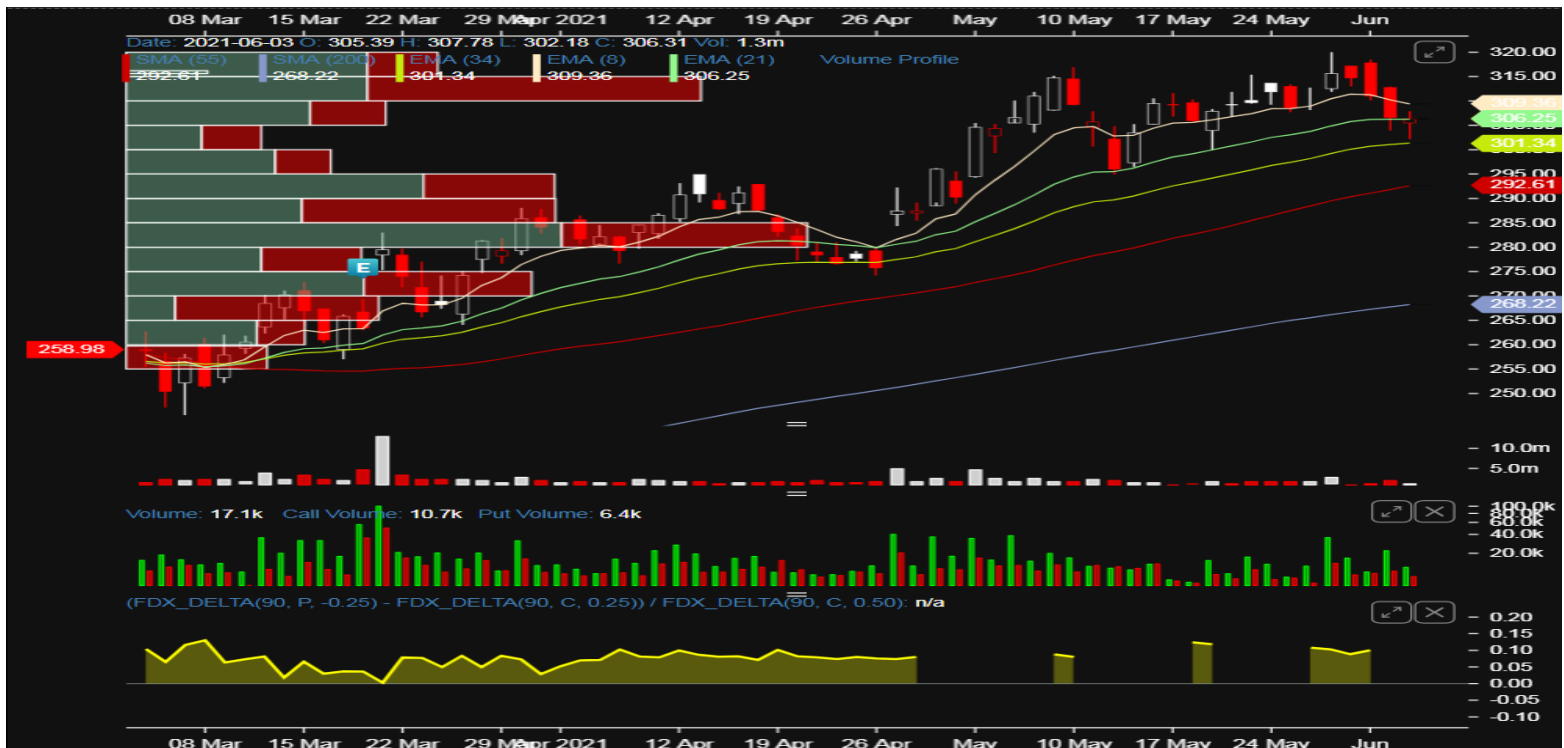 08 Mar 15 Mar 22 Mar 29 Mar Apr 2021 12 Apr 19 Apr 26 Apr May 10 May 17 May 24 May Jun
Date: 2021-06-03 O: 305.39 H: 307.78 L: 302.18 C: 306.31 Vol: 1.3m
SMA (55) SMA (200) EMA (34) EMA (8) EMA (21) Volume Profile
292.61 268.22 301.34 309.36 306.25
320.00
315.00
309.36
306.25
301.34
295.00
292.61
290.00
285.00
280.00
E
275.00
270.00
268.22
265.00
260.00
258.98
255.00
250.00
10.0m
5.0m
Volume: 17.1k Call Volume: 10.7k Put Volume: 6.4k
100.0k
80.0k
60.0k
40.0k
20.0k
(FDX_DELTA(90, P, -0.25) - FDX_DELTA(90, C, 0.25)) / FDX_DELTA(90, C, 0.50): n/a
0.20
0.15
0.10
0.05
0.00
-0.05
-0.10
08 Mar 15 Mar 22 Mar 29 Mar Apr 2021 12 Apr 19 Apr 26 Apr May 10 May 17 May 24 May Jun